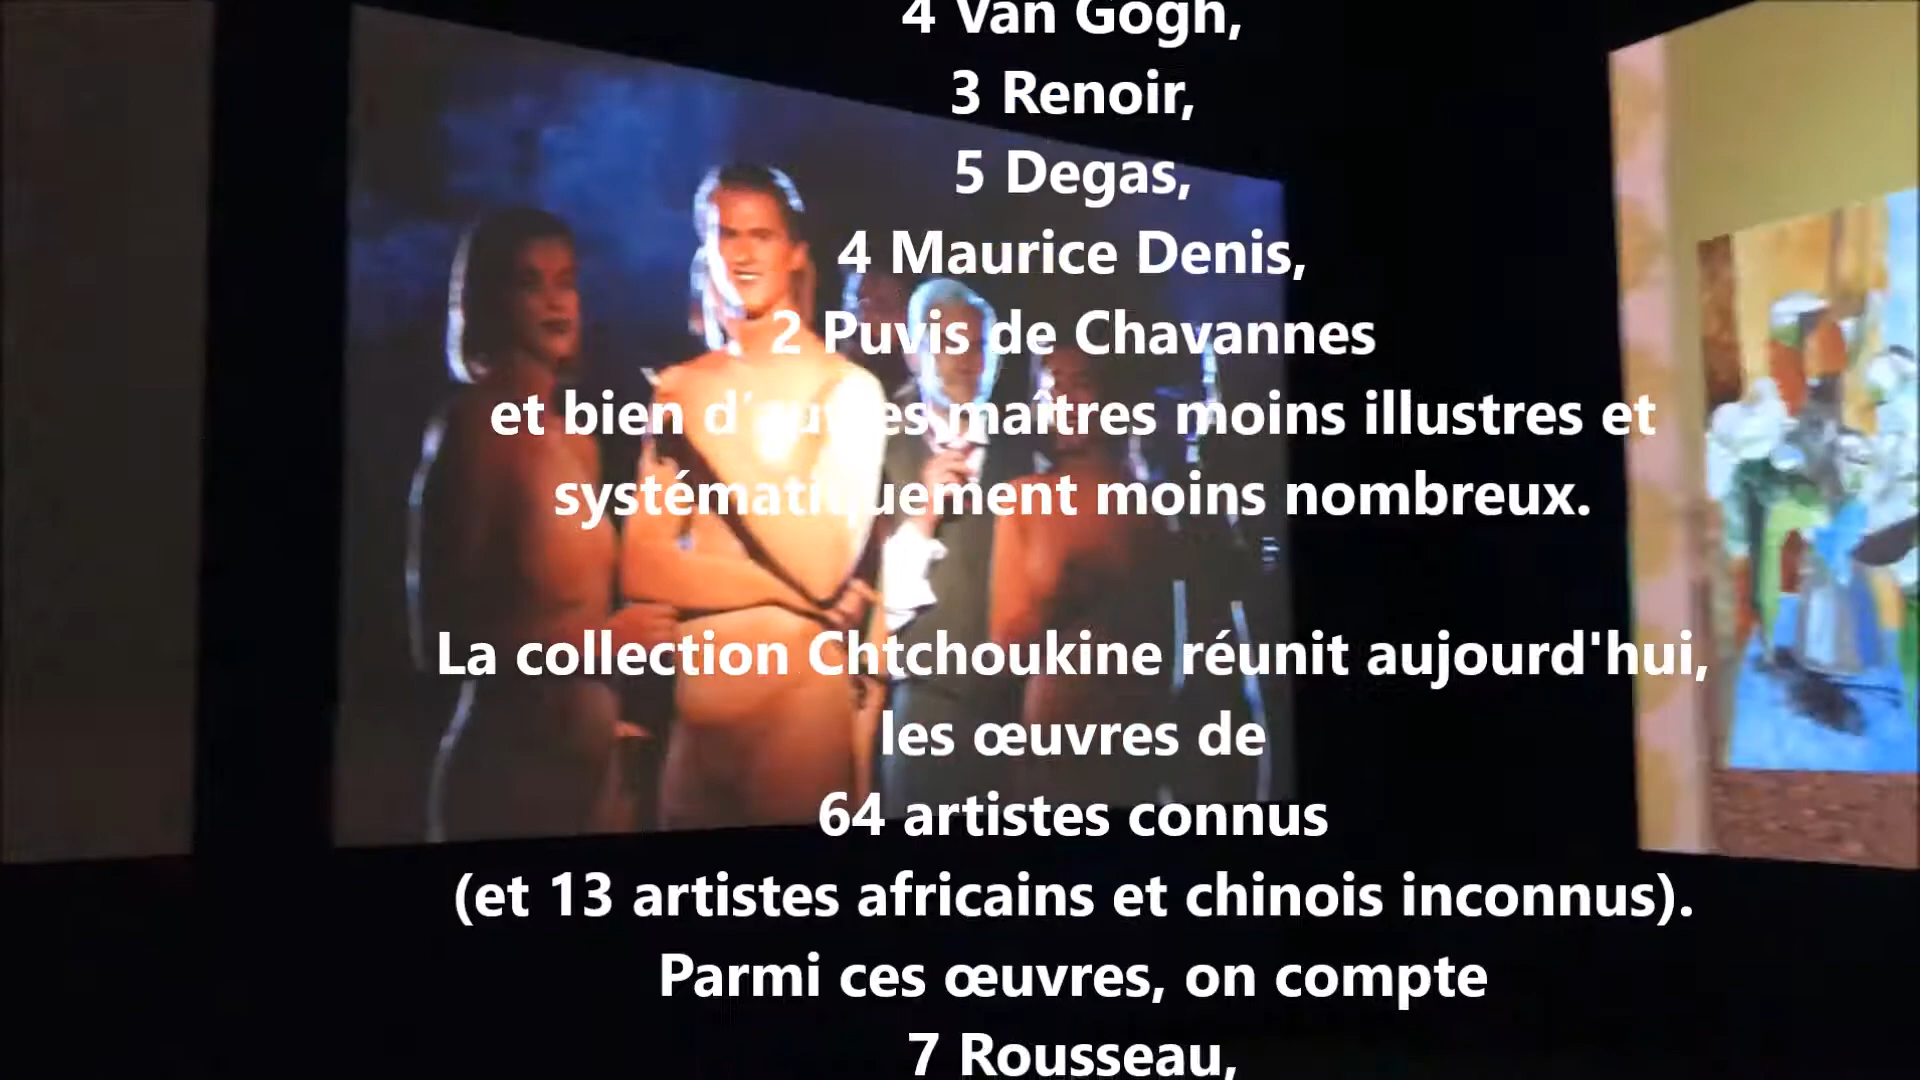 4 Van Gogh,
3 Renoir,
5 Degas,
4 Maurice Denis,
2 Puvis de Chavannes
et bien d'autres maîtres moins illustres et
systématiquement moins nombreux.
La collection Chtchoukine réunit aujourd'hui,
les œuvres de
64 artistes connus
(et 13 artistes africains et chinois inconnus).
Parmi ces œuvres, on compte
7 Rousseau,